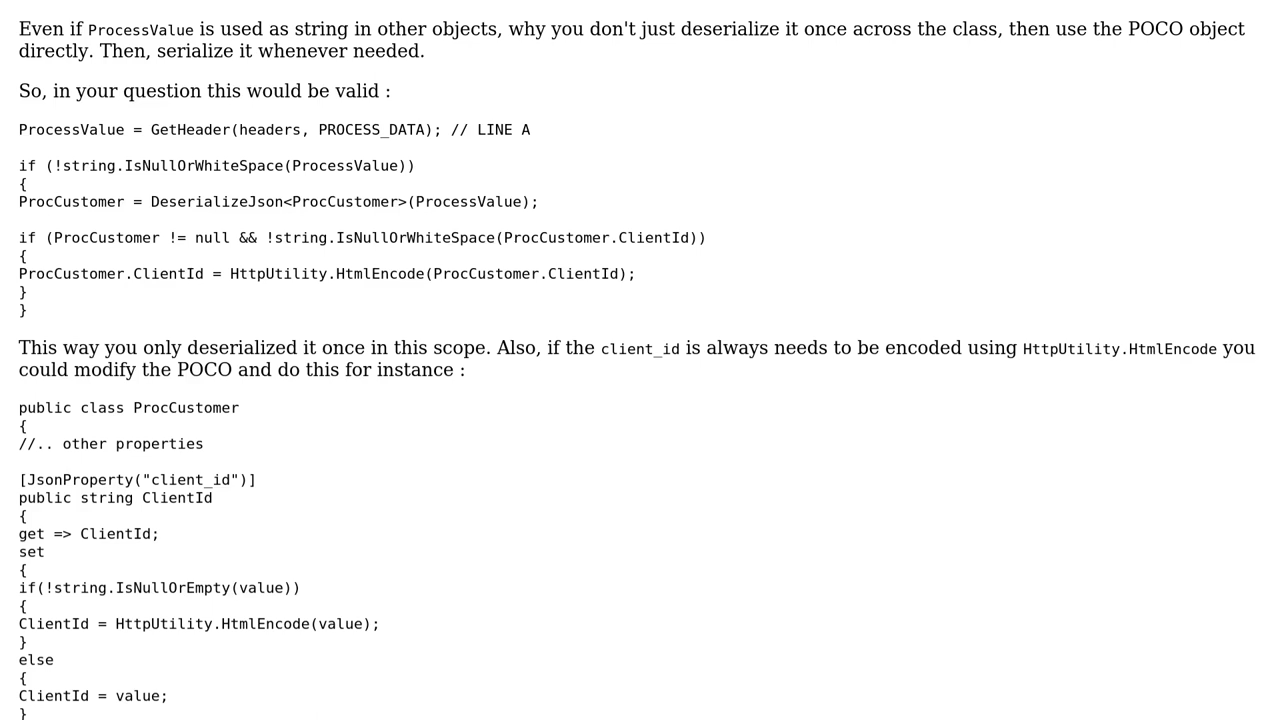 Even if ProcessValue is used as string in other objects, why you don't just deserialize it once across the class, then use the POCO object
directly. Then, serialize it whenever needed.
So, in your question this would be valid :
ProcessValue = GetHeader(headers, PROCESS_DATA); // LINE A
if (!string.IsNullOrWhiteSpace(ProcessValue))
{
ProcCustomer = DeserializeJson<ProcCustomer>(ProcessValue);
if (ProcCustomer != null && !string.IsNullOrWhiteSpace(ProcCustomer.ClientId))
{
ProcCustomer.ClientId = HttpUtility.HtmlEncode(ProcCustomer.ClientId);
}
}
This way you only deserialized it once in this scope. Also, if the client_id is always needs to be encoded using HttpUtility.HtmlEncode you
could modify the POCO and do this for instance :
public class ProcCustomer
{
//.. other properties
[JsonProperty("client_id")]
public string ClientId
{
get => ClientId;
set
{
if(!string.IsNullOrEmpty(value))
{
ClientId = HttpUtility.HtmlEncode(value);
}
else
{
ClientId = value;
}